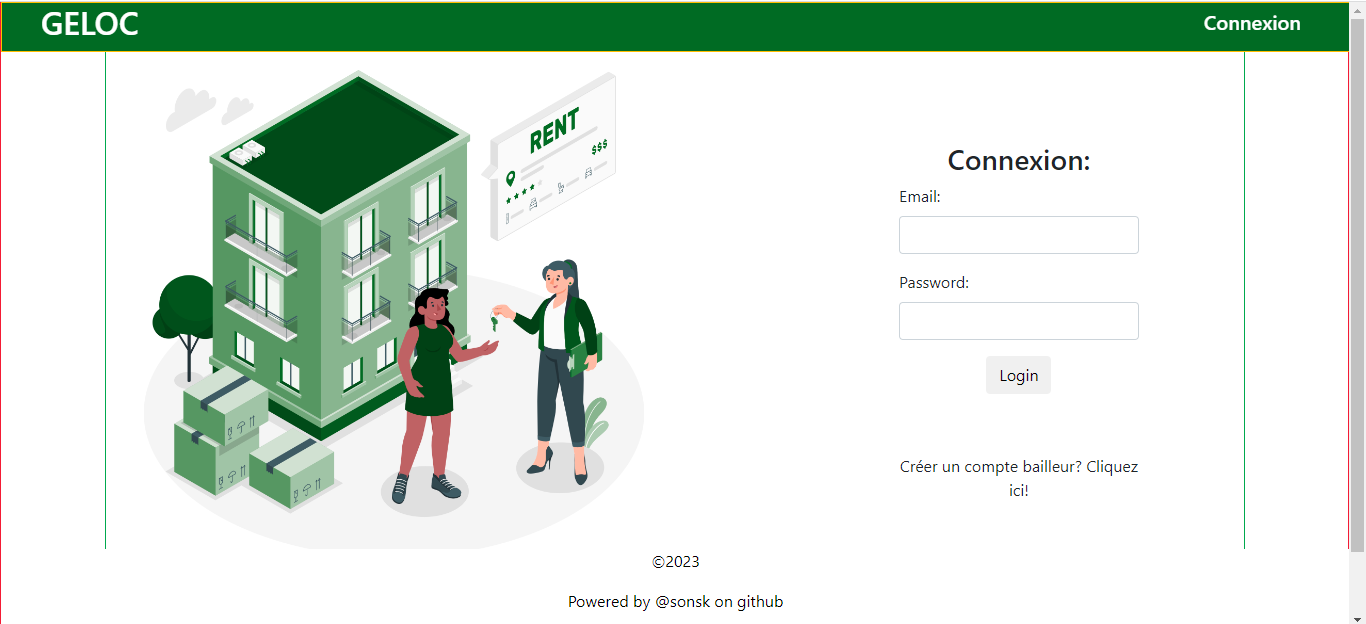 GELOC
Connexion
RENT
$$$
Connexion:
Email:
Password:
Login
Créer un compte bailleur? Cliquez
ici!
©2023
Powered by @sonsk on github